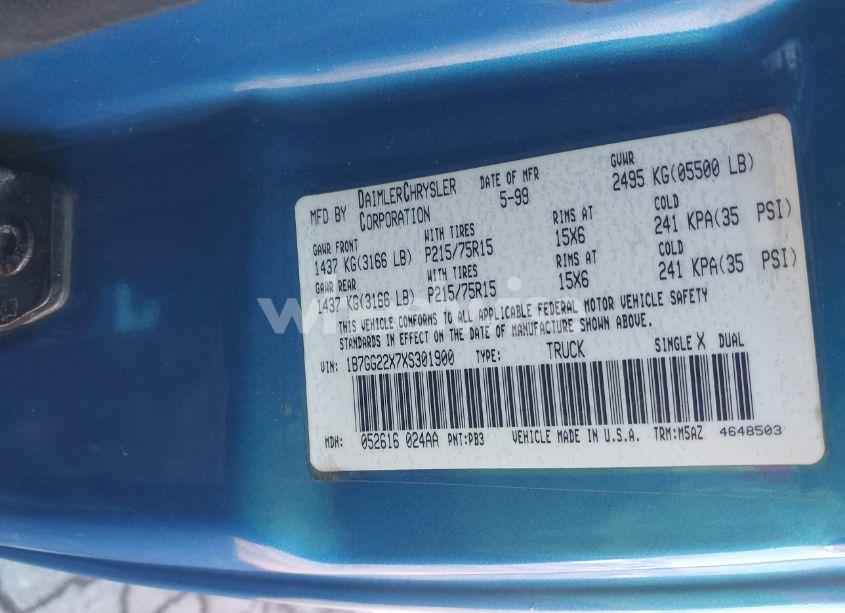 MFD BY DAIMLERCHRYSLER CORPORATION DATE OF MFR 5-99 GVWR 2495 KG(05500 LB)
GAWR FRONT WITH TIRES RIMS AT COLD
1437 KG(3166 LB) P215/75R15 15X6 241 KPA(35 PSI)
GAWR REAR WITH TIRES RIMS AT COLD
1437 KG(3166 LB) P215/75R15 15X6 241 KPA(35 PSI)
THIS VEHICLE CONFORMS TO ALL APPLICABLE FEDERAL MOTOR VEHICLE SAFETY
STANDARDS IN EFFECT ON THE DATE OF MANUFACTURE SHOWN ABOVE.
VIN: 1B7GG22X7XS301900 TYPE: TRUCK SINGLE X DUAL
MDH: 052616 024AA PNT:PB3 VEHICLE MADE IN U.S.A. TRM:M5AZ 4648503